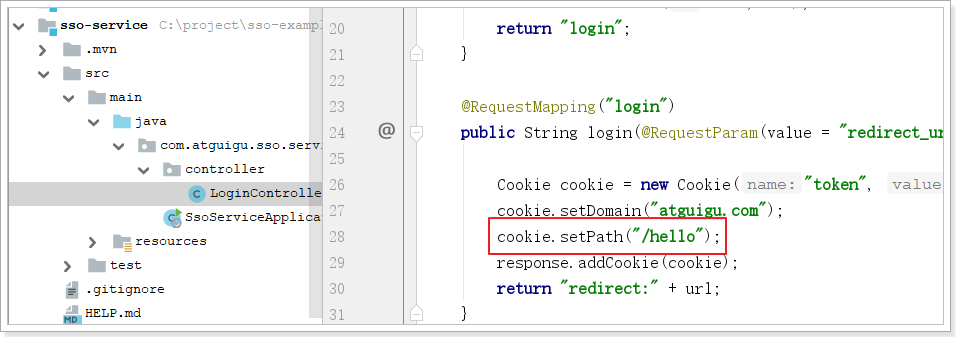 sso-service C:\project\sso-exampl
.mvn
src
main
java
com.atguigu.sso.serv
controller
LoginControlle
SsoServiceApplica
resources
test
.gitignore
HELP.md
20 return "login";
21 }
22
23 @RequestMapping("login")
24 public String login(@RequestParam(value = "redirect_ur
25
26 Cookie cookie = new Cookie( name: "token", value
27 cookie.setDomain("atguigu.com");
28 cookie.setPath("/hello");
29 response.addCookie(cookie);
30 return "redirect:" + url;
31 }